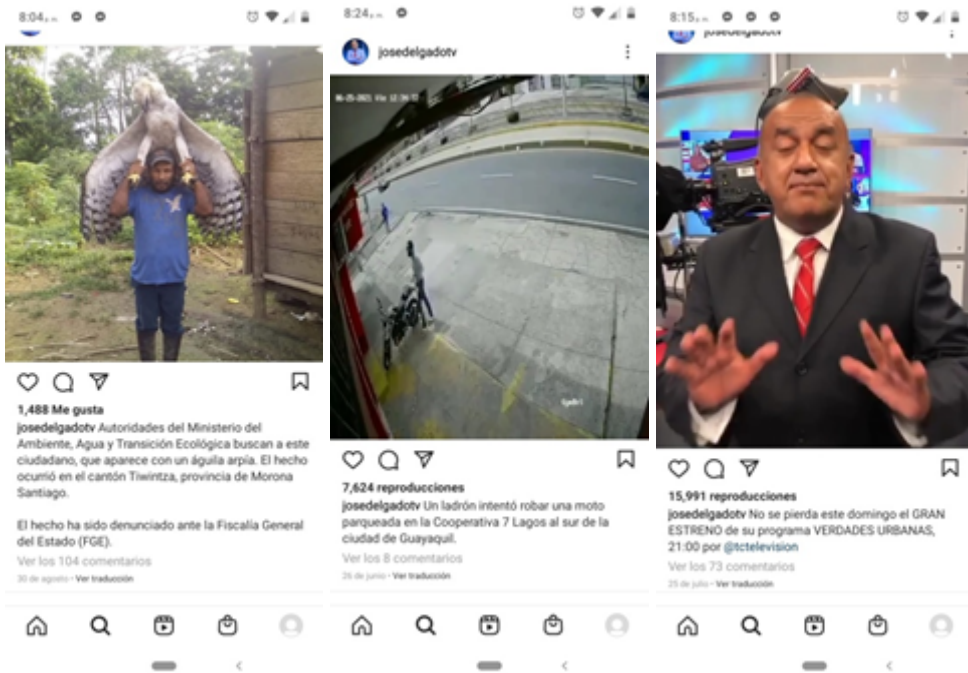 8:04 p. m.
1,488 Me gusta
josedelgadotv Autoridades del Ministerio del
Ambiente, Agua y Transición Ecológica buscan a este
ciudadano, que aparece con un águila arpía. El hecho
ocurrió en el cantón Tiwintza, provincia de Morona
Santiago.
El hecho ha sido denunciado ante la Fiscalía General
del Estado (FGE).
Ver los 104 comentarios
30 de agosto • Ver traducción
8:24 p. m.
josedelgadotv
06-25-2021 Vie 12:34:
7,624 reproducciones
josedelgadotv Un ladrón intentó robar una moto
parqueada en la Cooperativa 7 Lagos al sur de la
ciudad de Guayaquil.
Ver los 8 comentarios
26 de junio • Ver traducción
8:15 p. m.
josedelgadotv
15,991 reproducciones
josedelgadotv No se pierda este domingo el GRAN
ESTRENO de su programa VERDADES URBANAS,
21:00 por @tctelevision
Ver los 73 comentarios
25 de julio • Ver traducción